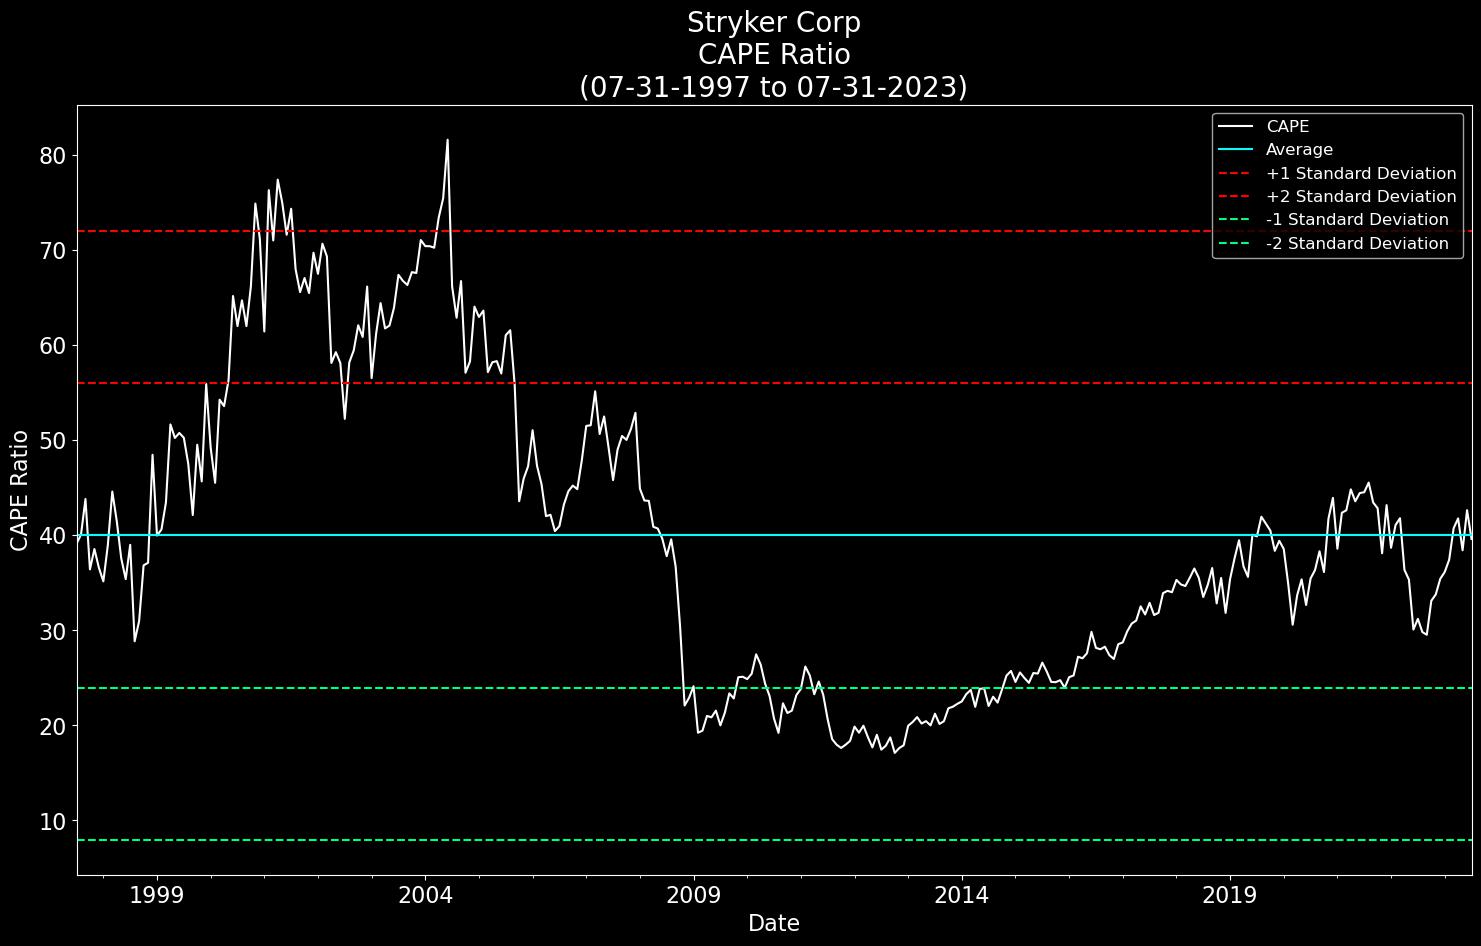 Stryker Corp
CAPE Ratio
(07-31-1997 to 07-31-2023)
CAPE
Average
+1 Standard Deviation
+2 Standard Deviation
-1 Standard Deviation
-2 Standard Deviation
CAPE Ratio
80
70
60
50
40
30
20
10
1999 2004 2009 2014 2019
Date